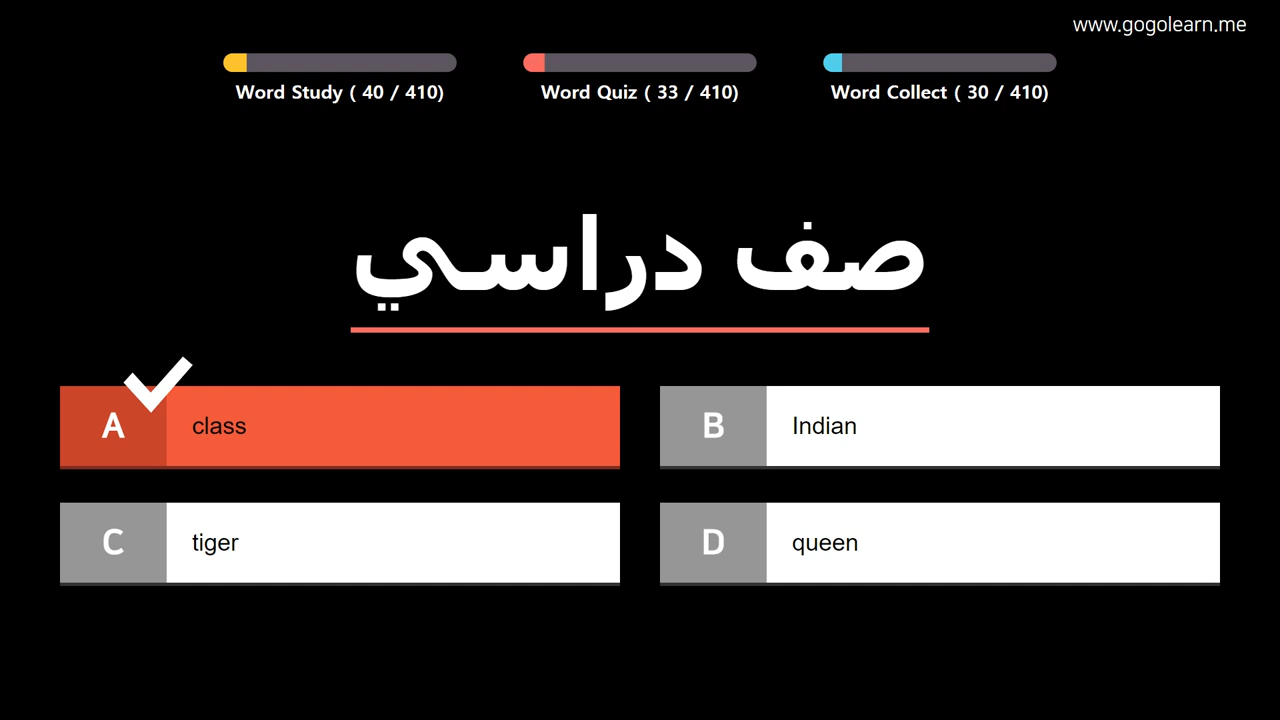 www.gogolearn.me
Word Study ( 40 / 410)
Word Quiz ( 33 / 410)
Word Collect ( 30 / 410)
صف دراسي
A class
B Indian
C tiger
D queen